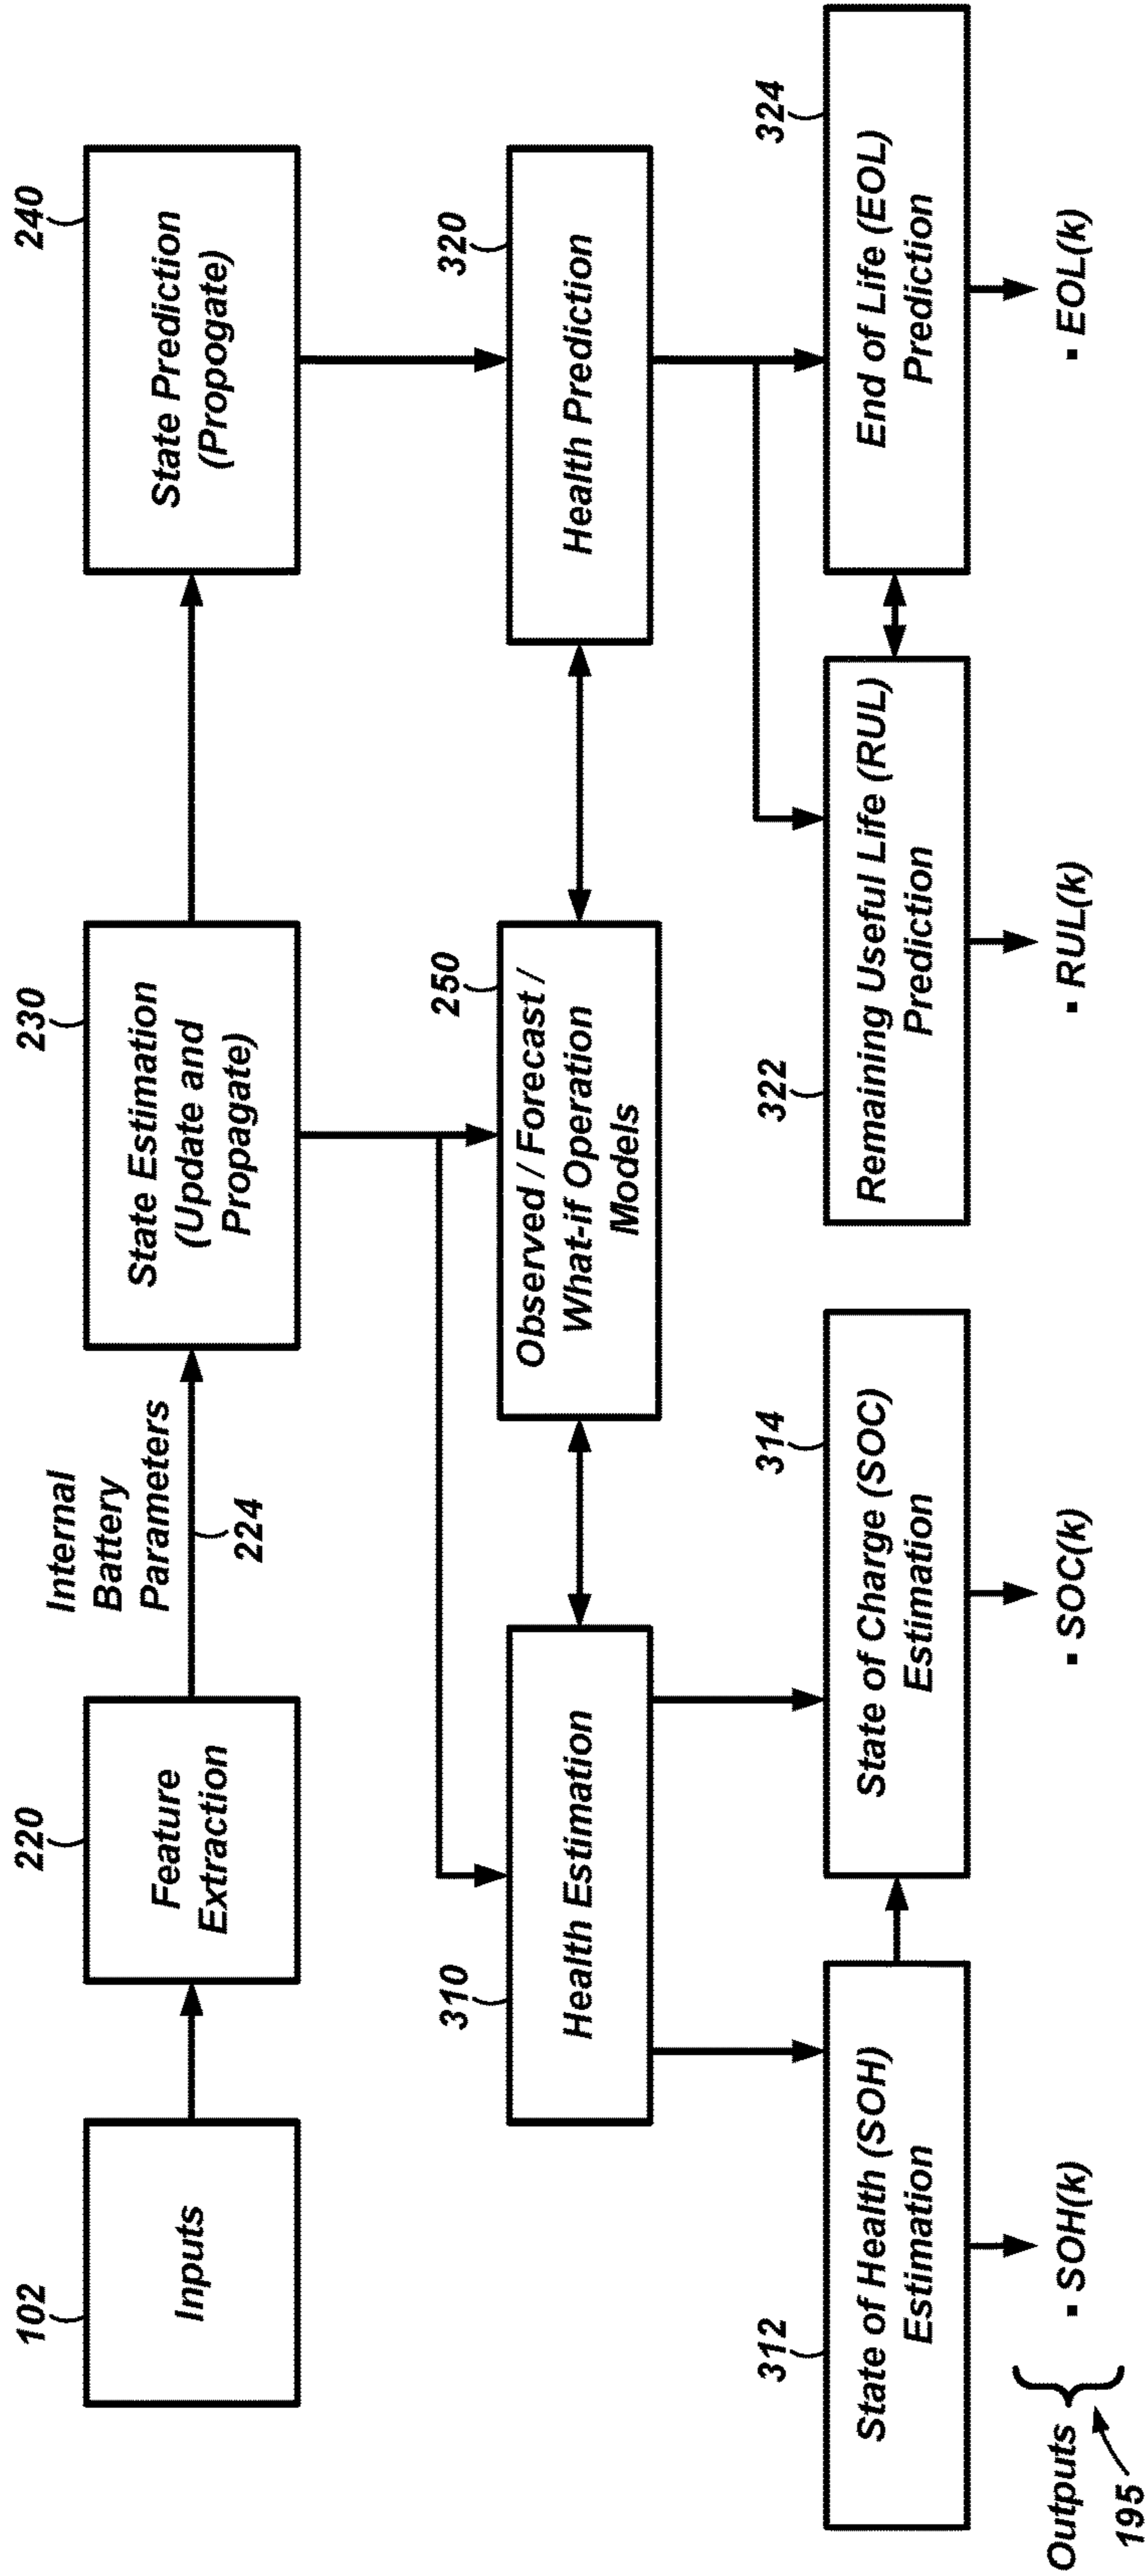 102
Inputs
220
Feature
Extraction
Internal
Battery
Parameters
224
230
State Estimation
(Update and
Propagate)
240
State Prediction
(Propogate)
310
Health Estimation
250
Observed / Forecast /
What-if Operation
Models
320
Health Prediction
312
State of Health (SOH)
Estimation
314
State of Charge (SOC)
Estimation
322
Remaining Useful Life (RUL)
Prediction
324
End of Life (EOL)
Prediction
Outputs
195
▪ SOH(k)
▪ SOC(k)
▪ RUL(k)
▪ EOL(k)